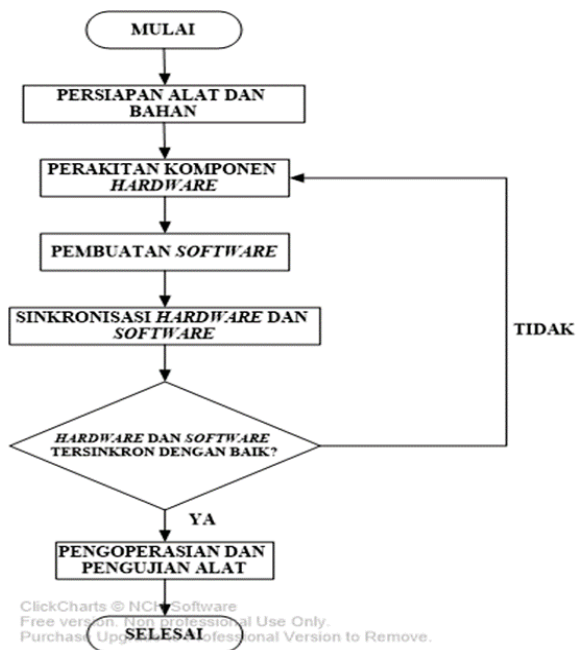 MULAI
PERSIAPAN ALAT DAN
BAHAN
PERAKITAN KOMPONEN
HARDWARE
PEMBUATAN SOFTWARE
SINKRONISASI HARDWARE DAN
SOFTWARE
TIDAK
HARDWARE DAN SOFTWARE
TERSINKRON DENGAN BAIK?
YA
PENGOPERASIAN DAN
PENGUJIAN ALAT
ClickCharts © NCH Software
Free version. Non professional Use Only.
Purchase Upgrade to Professional Version to Remove.
SELESAI